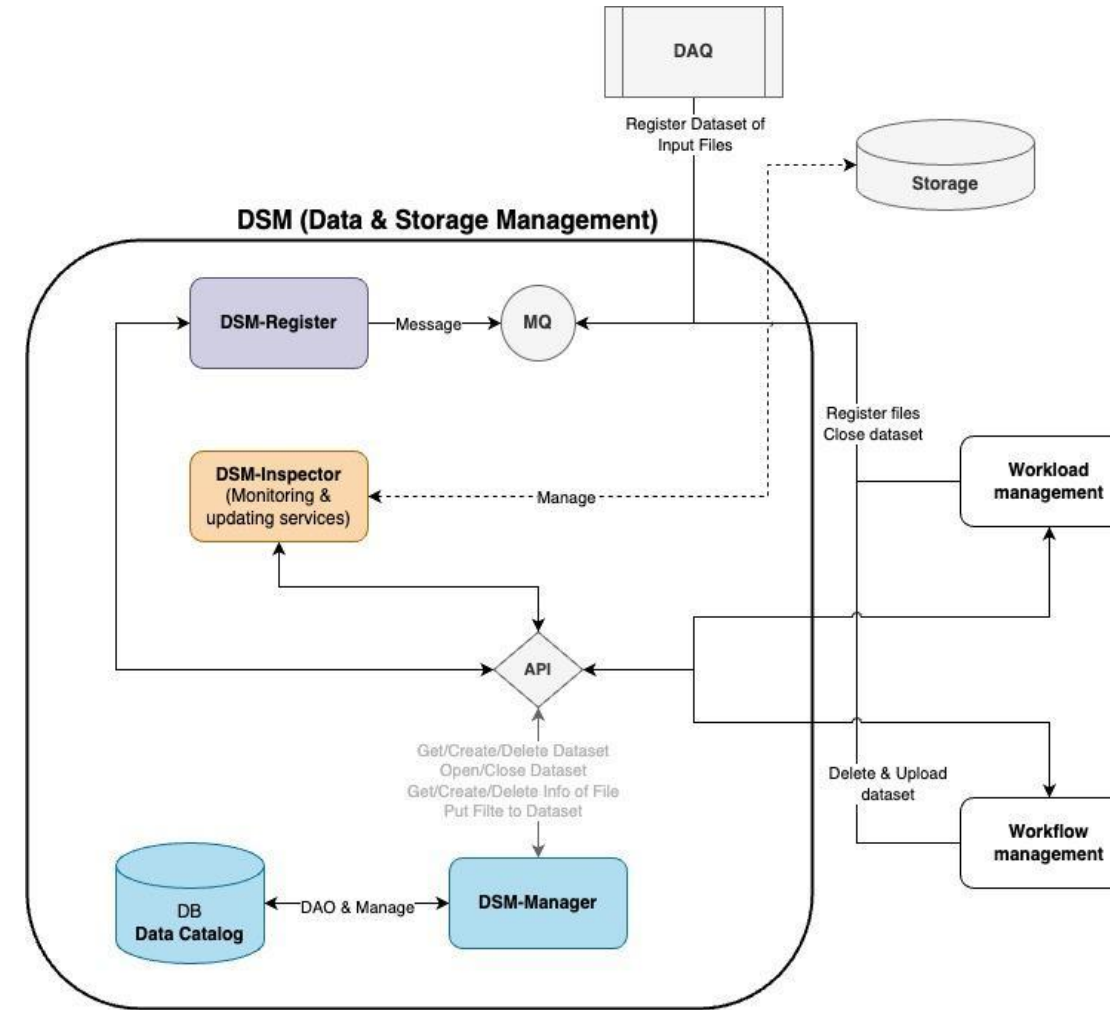 DAQ
Register Dataset of
Input Files
Storage
DSM (Data & Storage Management)
DSM-Register
Message
MQ
Register files
Close dataset
Workload
management
DSM-Inspector
(Monitoring &
updating services)
Manage
API
Get/Create/Delete Dataset
Open/Close Dataset
Get/Create/Delete Info of File
Put Filte to Dataset
Delete & Upload
dataset
Workflow
management
DB
Data Catalog
DAO & Manage
DSM-Manager